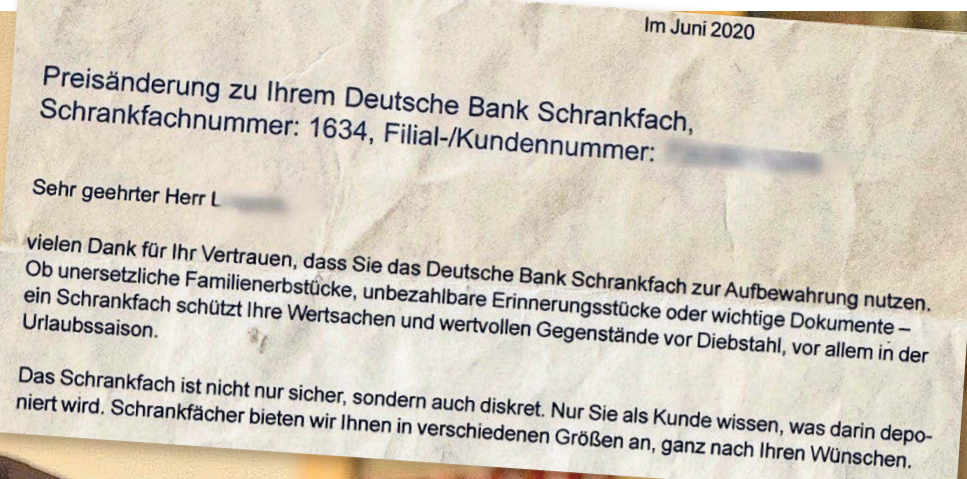 Im Juni 2020
Preisänderung zu Ihrem Deutsche Bank Schrankfach,
Schrankfachnummer: 1634, Filial-/Kundennummer:
Sehr geehrter Herr L
vielen Dank für Ihr Vertrauen, dass Sie das Deutsche Bank Schrankfach zur Aufbewahrung nutzen.
Ob unersetzliche Familienerbstücke, unbezahlbare Erinnerungsstücke oder wichtige Dokumente –
ein Schrankfach schützt Ihre Wertsachen und wertvollen Gegenstände vor Diebstahl, vor allem in der
Urlaubssaison.
Das Schrankfach ist nicht nur sicher, sondern auch diskret. Nur Sie als Kunde wissen, was darin depo-
niert wird. Schrankfächer bieten wir Ihnen in verschiedenen Größen an, ganz nach Ihren Wünschen.